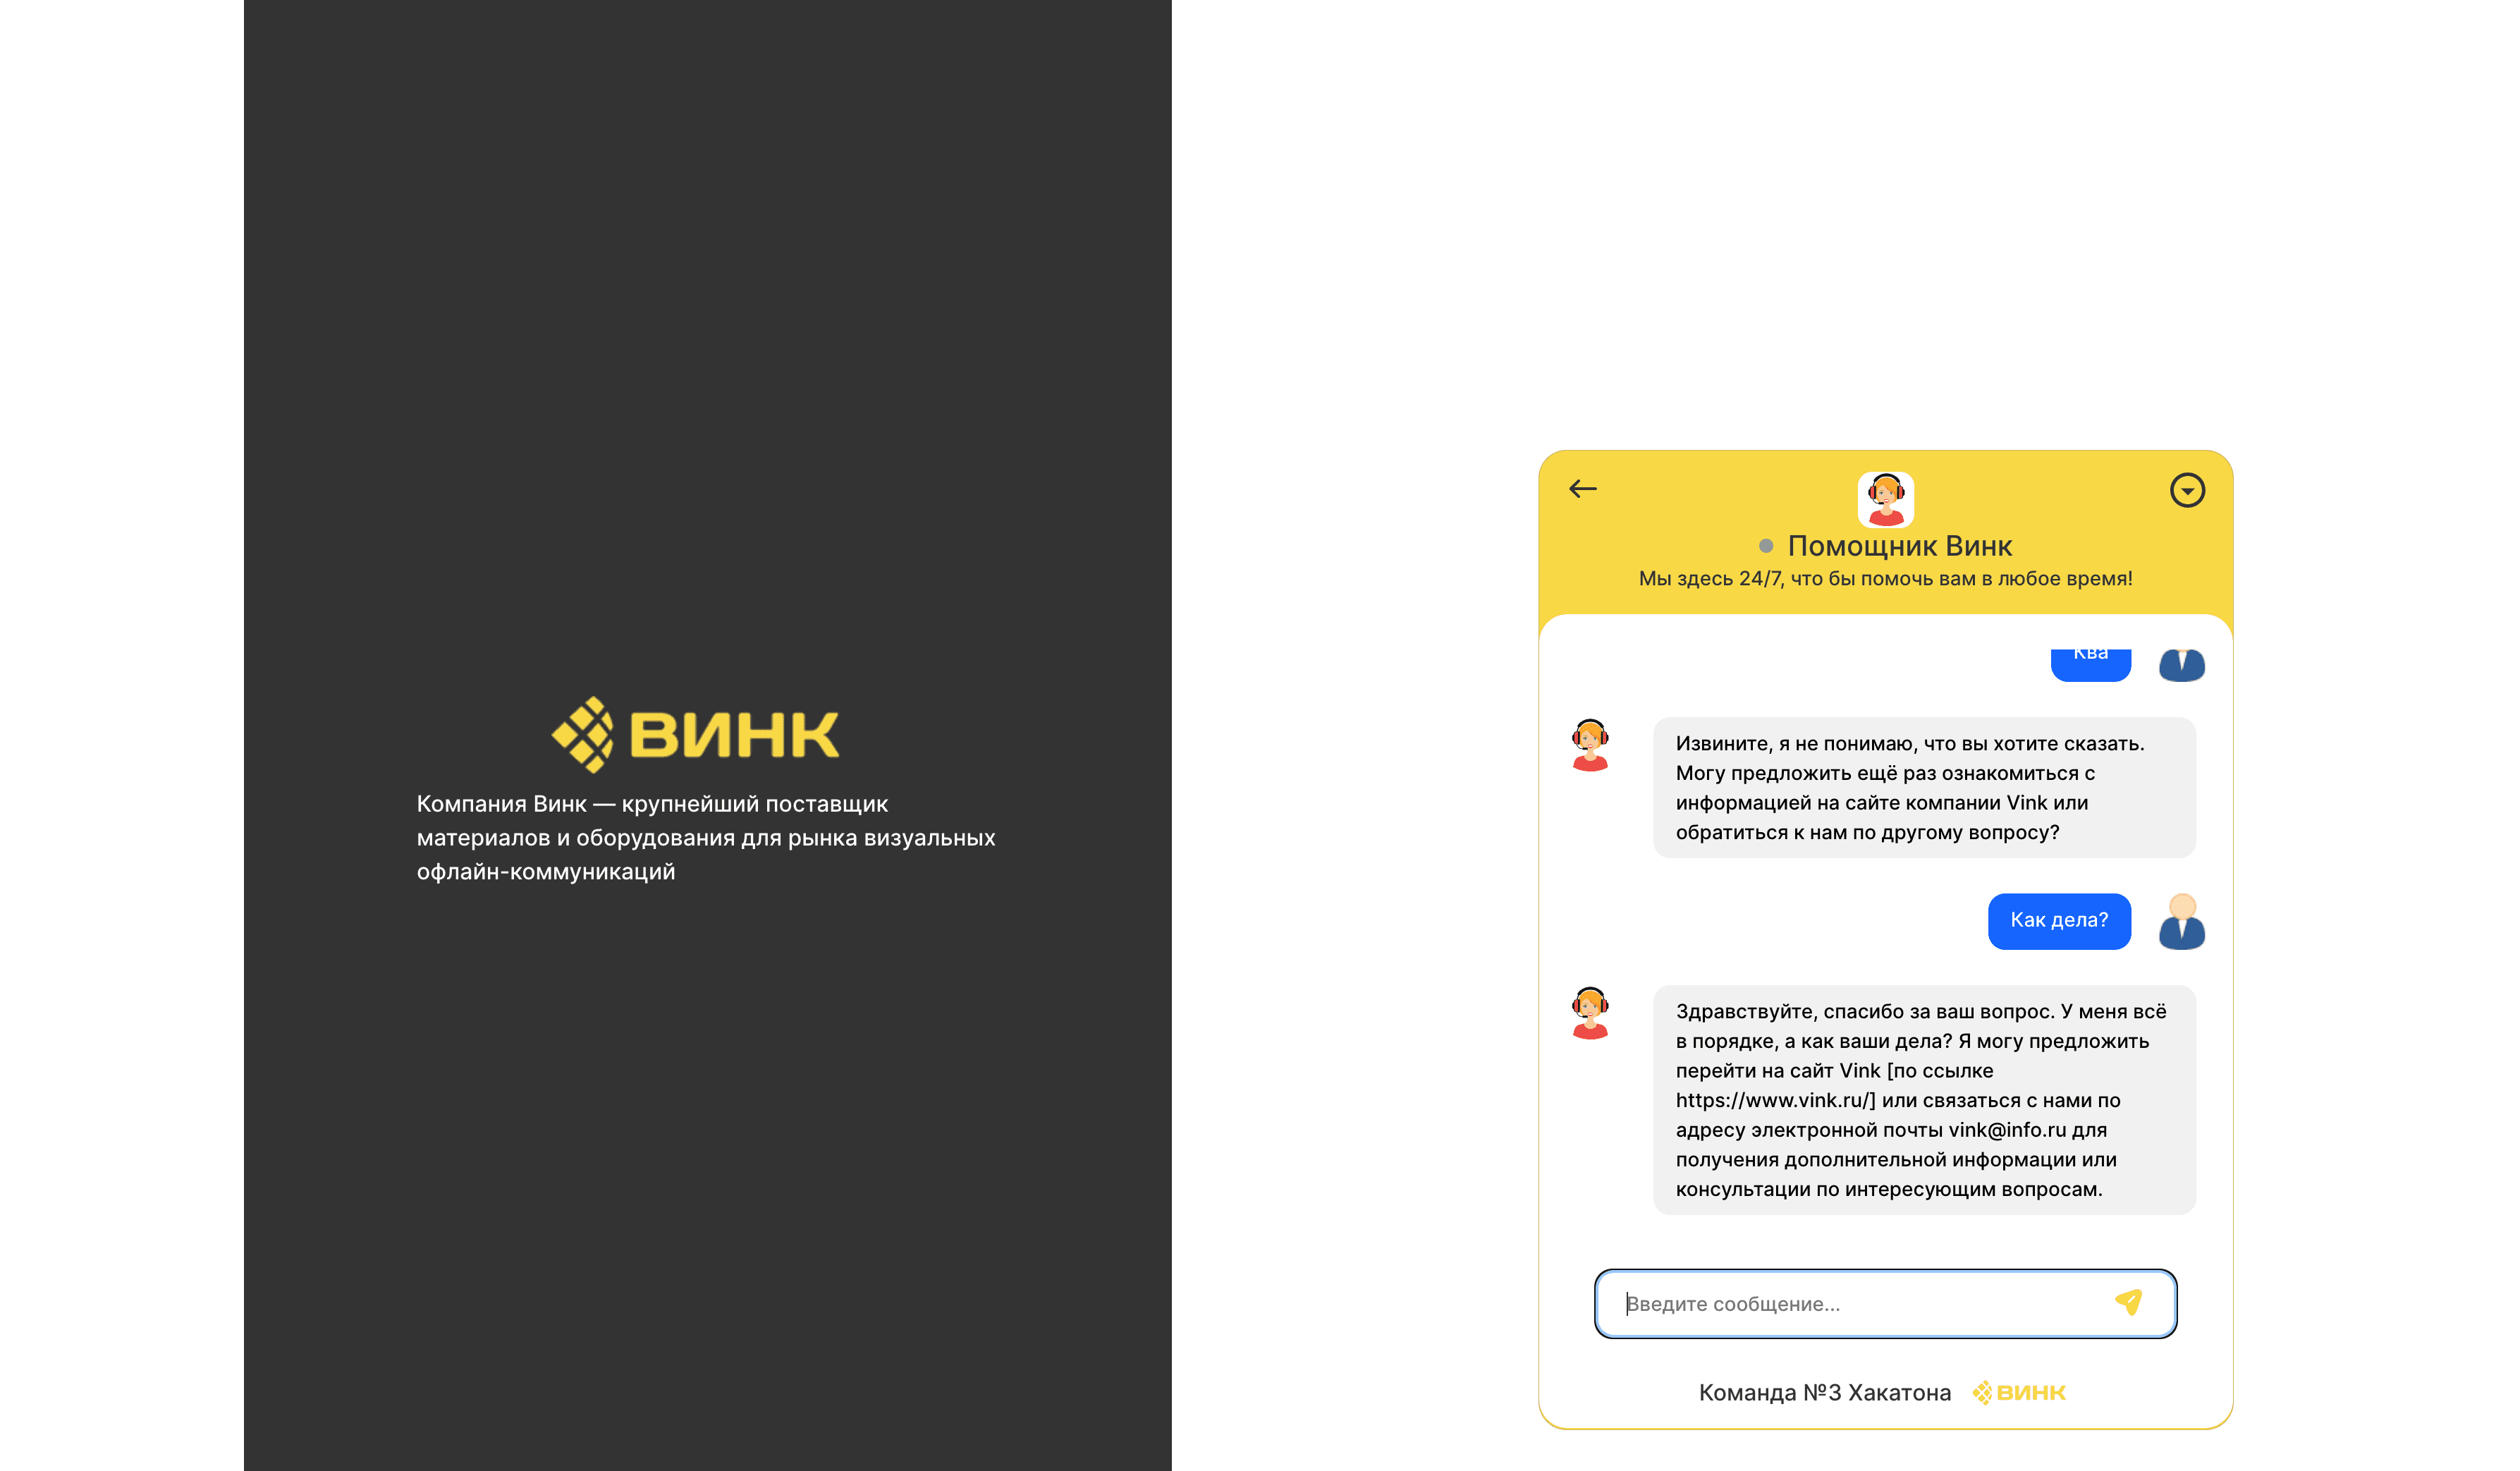 ВИНК
Компания Винк — крупнейший поставщик
материалов и оборудования для рынка визуальных
офлайн-коммуникаций
Помощник Винк
Мы здесь 24/7, что бы помочь вам в любое время!
Ква
Извините, я не понимаю, что вы хотите сказать.
Могу предложить ещё раз ознакомиться с
информацией на сайте компании Vink или
обратиться к нам по другому вопросу?
Как дела?
Здравствуйте, спасибо за ваш вопрос. У меня всё
в порядке, а как ваши дела? Я могу предложить
перейти на сайт Vink [по ссылке
https://www.vink.ru/] или связаться с нами по
адресу электронной почты vink@info.ru для
получения дополнительной информации или
консультации по интересующим вопросам.
Введите сообщение...
Команда №3 Хакатона ВИНК